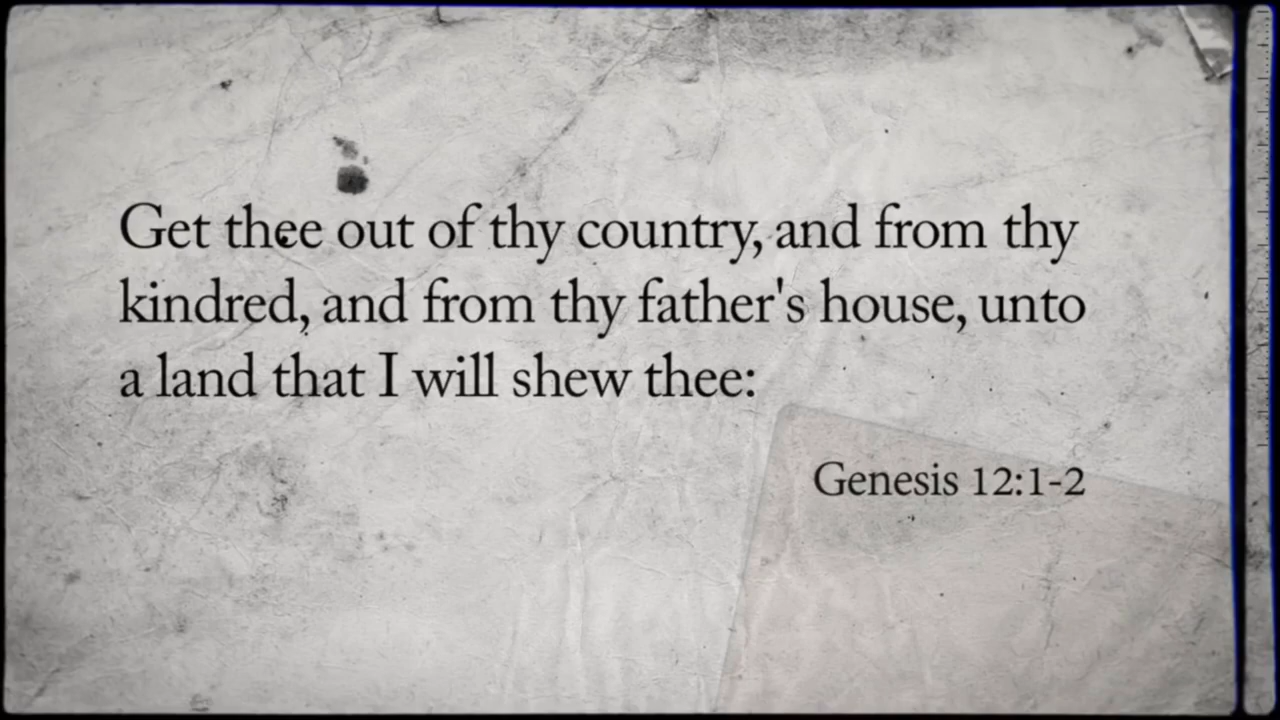 Get thee out of thy country, and from thy
kindred, and from thy father's house, unto
a land that I will shew thee:
Genesis 12:1-2